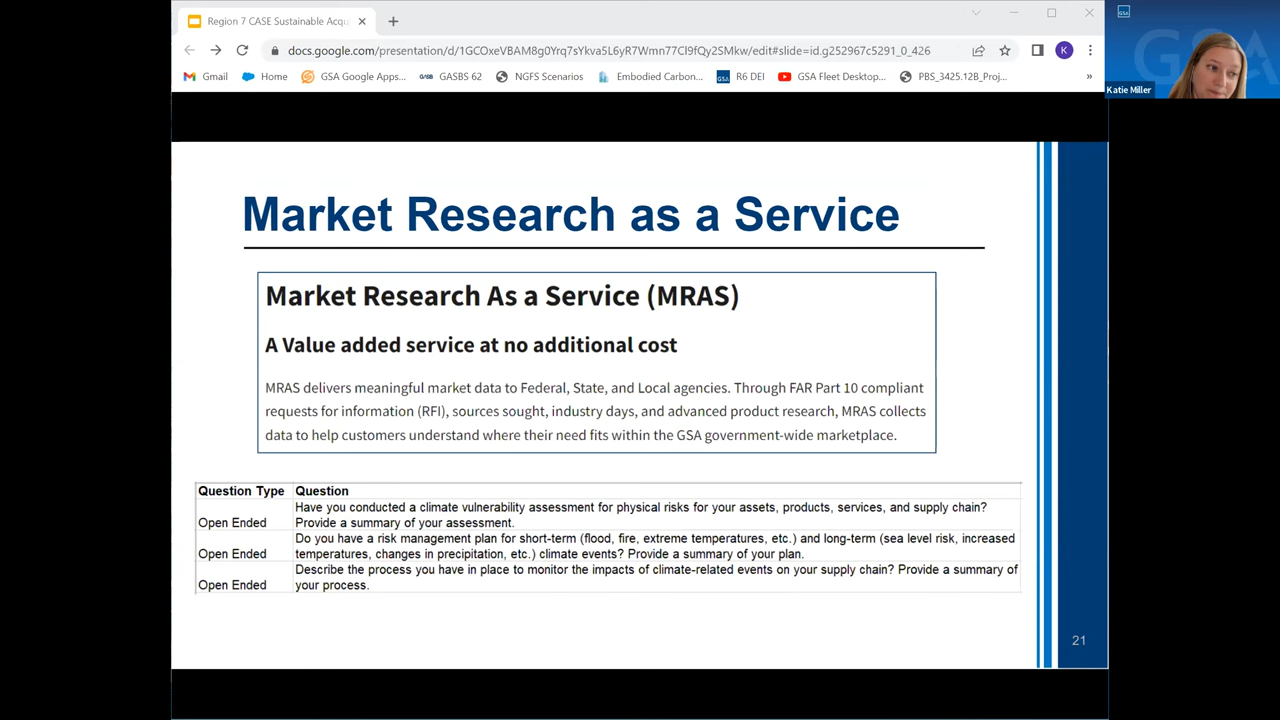 Region 7 CASE Sustainable Acqu
docs.google.com/presentation/d/1GCOxeVBAM8g0Yrq7sYkva5L6yR7Wmn77Cl9fQy2SMkw/edit#slide=id.g252967c5291_0_426
K
Gmail
Home
GSA Google Apps...
GASBS 62
NGFS Scenarios
Embodied Carbon...
R6 DEI
GSA Fleet Desktop...
PBS_3425.12B_Proj...
»
GSA
Katie Miller
Market Research as a Service
Market Research As a Service (MRAS)
A Value added service at no additional cost
MRAS delivers meaningful market data to Federal, State, and Local agencies. Through FAR Part 10 compliant
requests for information (RFI), sources sought, industry days, and advanced product research, MRAS collects
data to help customers understand where their need fits within the GSA government-wide marketplace.
Question Type Question
Have you conducted a climate vulnerability assessment for physical risks for your assets, products, services, and supply chain?
Open Ended Provide a summary of your assessment.
Do you have a risk management plan for short-term (flood, fire, extreme temperatures, etc.) and long-term (sea level risk, increased
Open Ended temperatures, changes in precipitation, etc.) climate events? Provide a summary of your plan.
Describe the process you have in place to monitor the impacts of climate-related events on your supply chain? Provide a summary of
Open Ended your process.
21